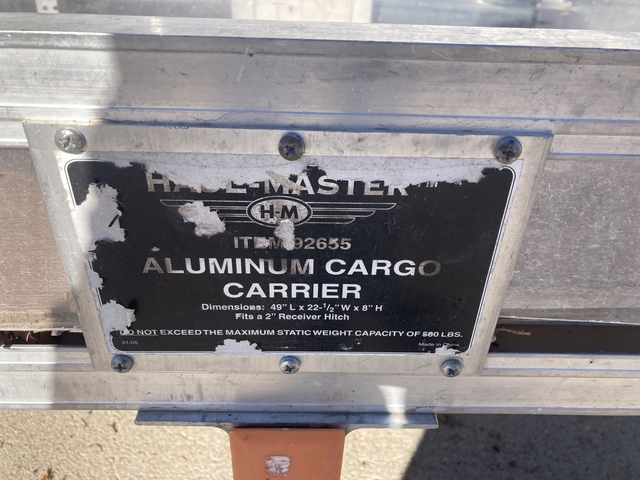 HAUL-MASTER™
H-M
ITEM 92655
ALUMINUM CARGO
CARRIER
Dimensions: 49" L x 22-1/2" W x 8" H
Fits a 2" Receiver Hitch
DO NOT EXCEED THE MAXIMUM STATIC WEIGHT CAPACITY OF 500 LBS.
01/05
Made in China